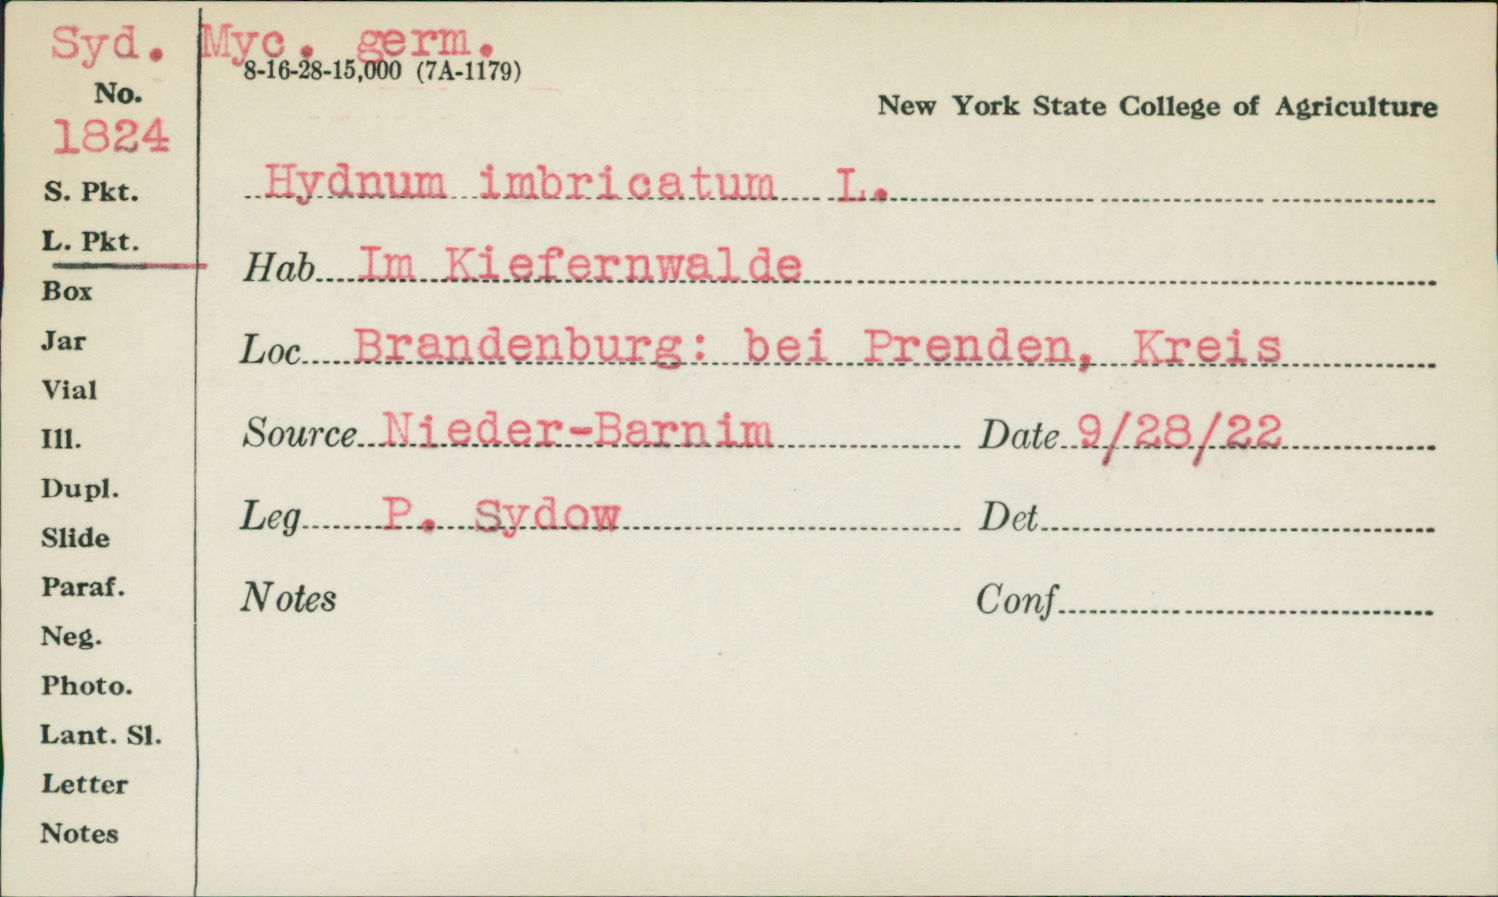 Syd. Myc. germ.
8-16-28-15,000 (7A-1179)
No.
New York State College of Agriculture
1824
S. Pkt.
Hydnum imbricatum L.
L. Pkt.
Hab Im Kiefernwalde
Box
Jar
Loc Brandenburg: bei Prenden, Kreis
Vial
Ill.
Source Nieder-Barnim Date 9/28/22
Dupl.
Slide
Leg P. Sydow Det
Paraf.
Notes Conf
Neg.
Photo.
Lant. Sl.
Letter
Notes